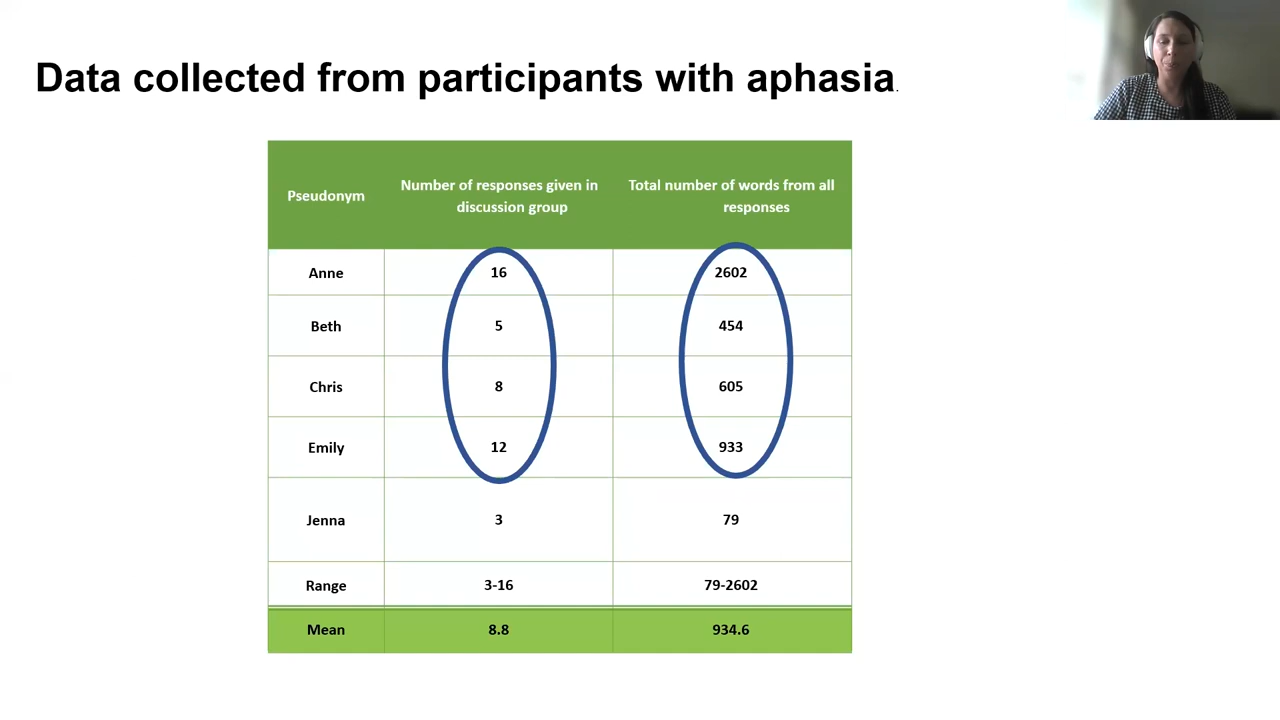 Data collected from participants with aphasia.
Pseudonym
Number of responses given in
discussion group
Total number of words from all
responses
Anne 16 2602
Beth 5 454
Chris 8 605
Emily 12 933
Jenna 3 79
Range 3-16 79-2602
Mean 8.8 934.6